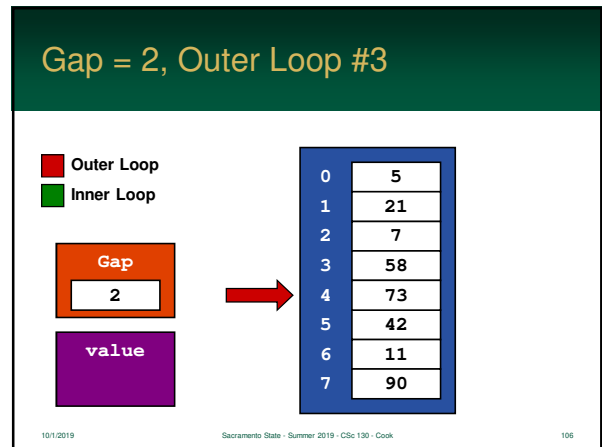 Gap = 2, Outer Loop #3
Outer Loop
Inner Loop
Gap
2
value
0 5
1 21
2 7
3 58
4 73
5 42
6 11
7 90
10/1/2019 Sacramento State - Summer 2019 - CSc 130 - Cook 106